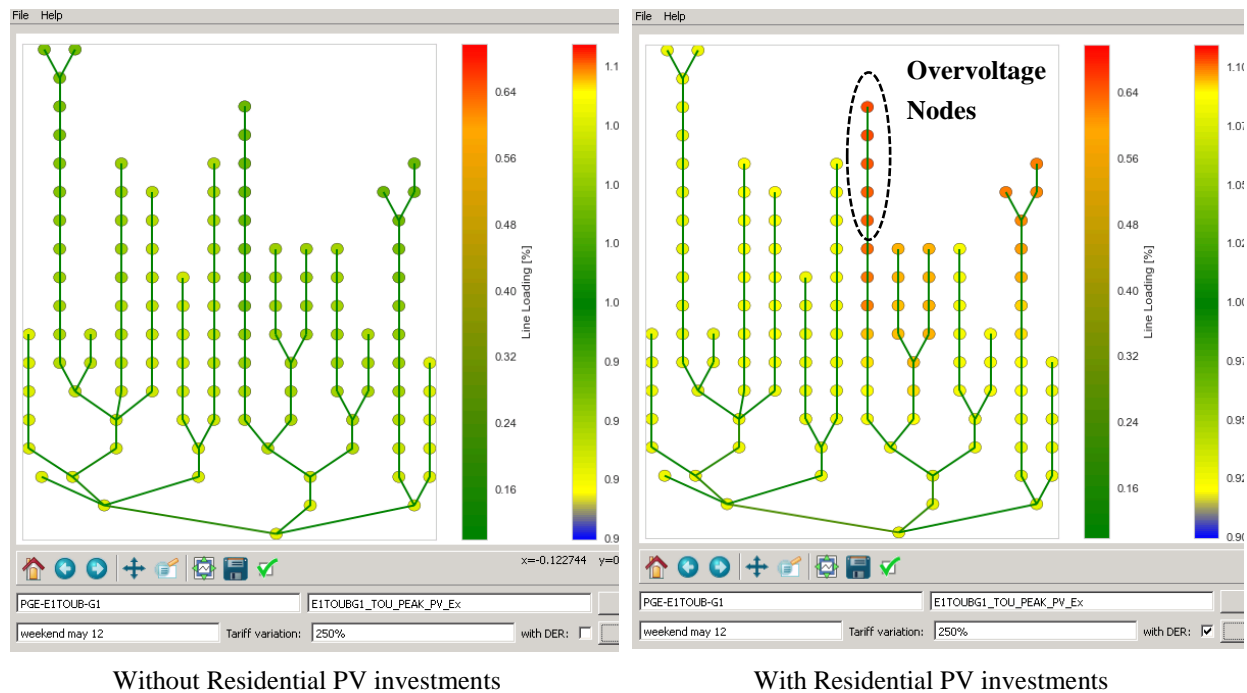 File Help
0.64
0.56
0.48
0.40
0.32
0.24
0.16
Line Loading [%]
1.1
1.0
1.0
1.0
1.0
0.9
0.9
0.9
0.9
x=-0.122744 y=0
PGE-E1TOUB-G1
E1TOUBG1_TOU_PEAK_PV_Ex
weekend may 12
Tariff variation:
250%
with DER:
Without Residential PV investments
File Help
Overvoltage
Nodes
0.64
0.56
0.48
0.40
0.32
0.24
0.16
Line Loading [%]
1.10
1.07
1.05
1.02
1.00
0.97
0.95
0.92
0.90
PGE-E1TOUB-G1
E1TOUBG1_TOU_PEAK_PV_Ex
weekend may 12
Tariff variation:
250%
with DER:
With Residential PV investments